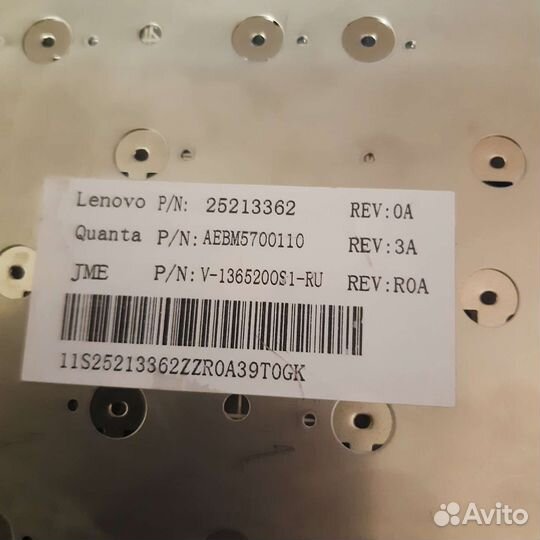 Lenovo P/N: 25213362 REV:0A
Quanta P/N:AEBM5700110 REV:3A
JME P/N:V-136520OS1-RU REV:R0A
11S25213362ZZR0A39T0GK
Avito